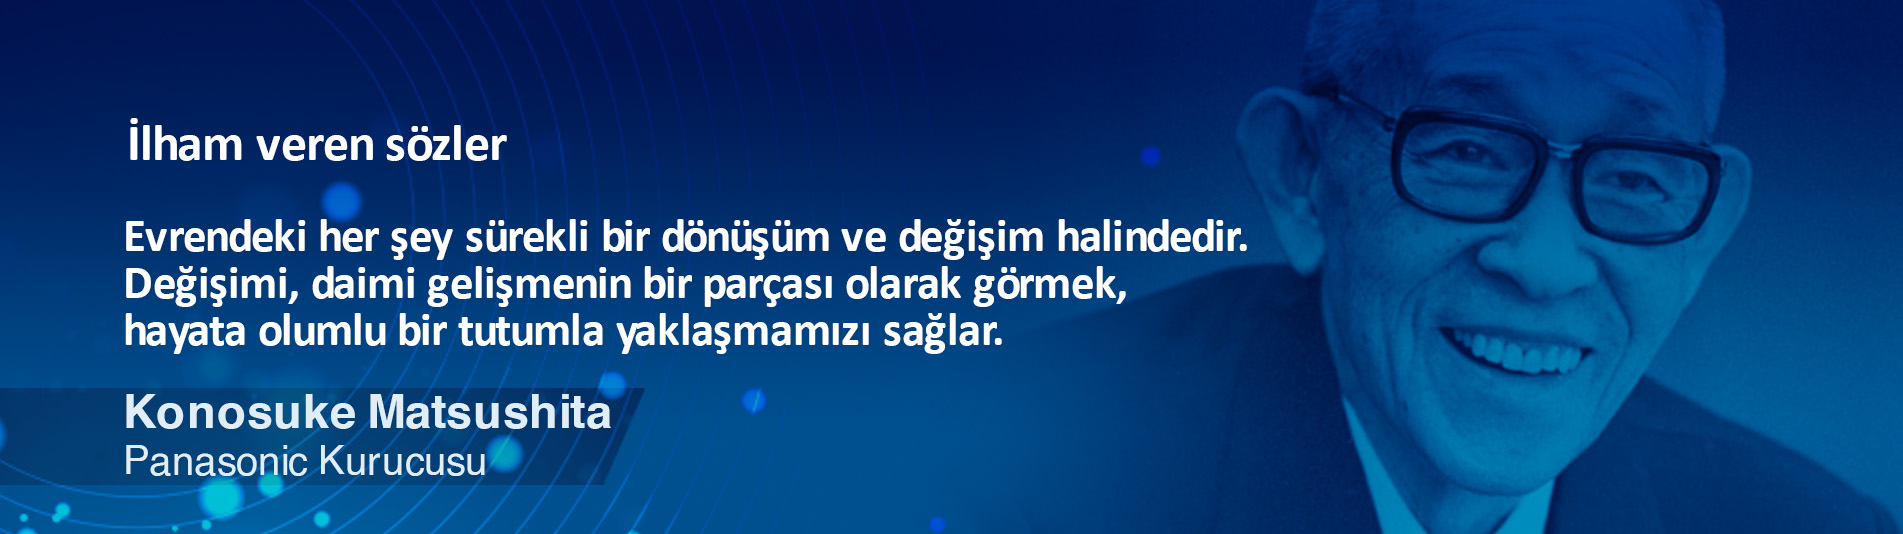 İlham veren sözler
Evrendeki her şey sürekli bir dönüşüm ve değişim halindedir.
Değişimi, daimi gelişmenin bir parçası olarak görmek,
hayata olumlu bir tutumla yaklaşmamızı sağlar.
Konosuke Matsushita
Panasonic Kurucusu